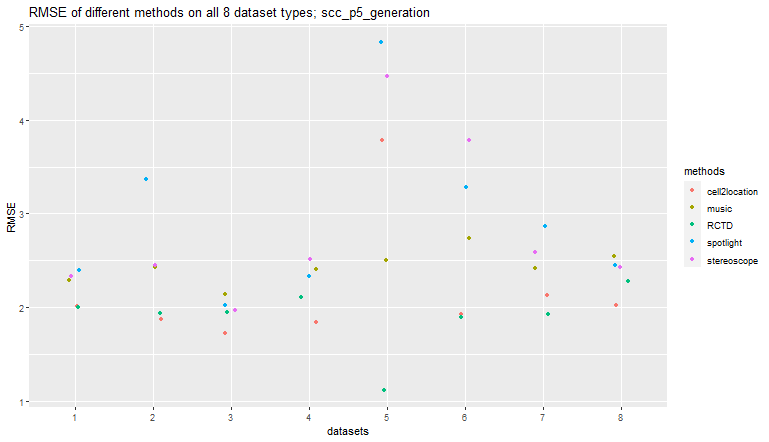 RMSE of different methods on all 8 dataset types; scc_p5_generation
5
4
3
2
1
RMSE
1 2 3 4 5 6 7 8
datasets
methods
cell2location
music
RCTD
spotlight
stereoscope